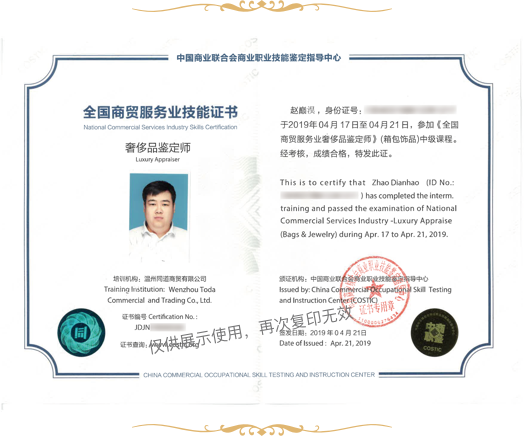 中国商业联合会商业职业技能鉴定指导中心
全国商贸服务业技能证书
National Commercial Services Industry Skills Certification
奢侈品鉴定师
Luxury Appraiser
培训机构：温州同道商贸有限公司
Training Institution: Wenzhou Toda
Commercial and Trading Co., Ltd.
证书编号 Certification No.:
JDJN
证书查询：
同
赵巅淏，身份证号：
于2019年04月17日至04月21日，参加《全国
商贸服务业奢侈品鉴定师》(箱包饰品)中级课程。
经考核，成绩合格，特发此证。
This is to certify that Zhao Dianhao (ID No.:
) has completed the interm.
training and passed the examination of National
Commercial Services Industry -Luxury Appraise
(Bags & Jewelry) during Apr. 17 to Apr. 21, 2019.
颁证机构：中国商业联合会商业职业技能鉴定指导中心
Issued by: China Commercial Occupational Skill Testing
and Instruction Center (COSTIC)
证书专用章
签发日期：2019年04月21日
Date of Issued: Apr. 21, 2019
COSTIC
仅供展示使用，再次复印无效
CHINA COMMERCIAL OCCUPATIONAL SKILL TESTING AND INSTRUCTION CENTER